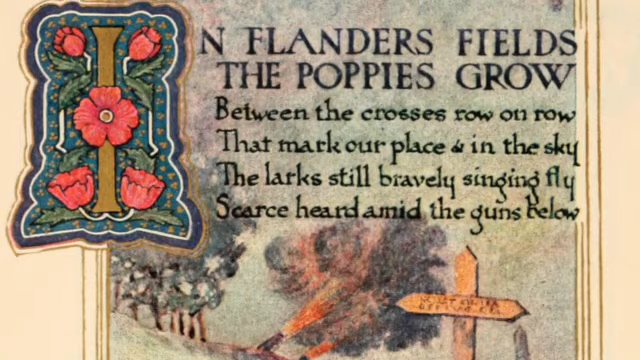 IN FLANDERS FIELDS
THE POPPIES GROW
Between the crosses row on row
That mark our place & in the sky
The larks still bravely singing fly
Scarce heard amid the guns below